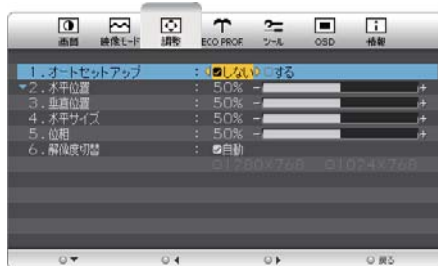 画面 映像モード 調整 ECO PROF. ツール OSD 情報
1.オートセットアップ : しない する
2.水平位置 : 50% - +
3.垂直位置 : 50% - +
4.水平サイズ : 50% - +
5.位相 : 50% - +
6.解像度切替 : 自動
1280X768 1024X768
戻る